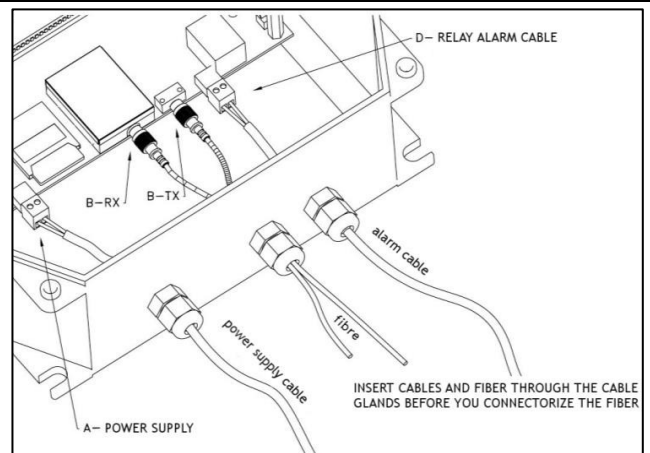 D– RELAY ALARM CABLE
B–RX
B–TX
alarm cable
fibre
power supply cable
INSERT CABLES AND FIBER THROUGH THE CABLE
GLANDS BEFORE YOU CONNECTORIZE THE FIBER
A– POWER SUPPLY